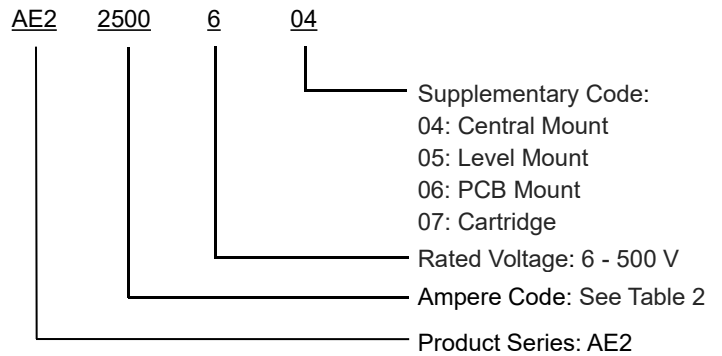 AE2 2500 6 04
Supplementary Code:
04: Central Mount
05: Level Mount
06: PCB Mount
07: Cartridge
Rated Voltage: 6 - 500 V
Ampere Code: See Table 2
Product Series: AE2